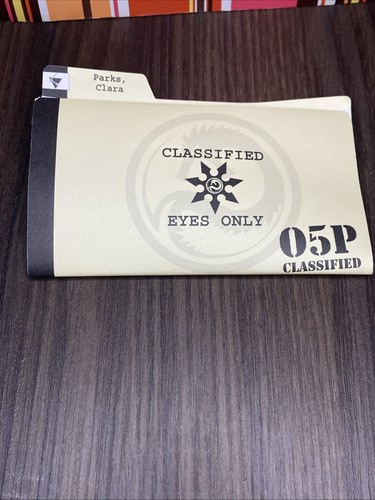 Parks,
Clara
CLASSIFIED
EYES ONLY
05P
CLASSIFIED